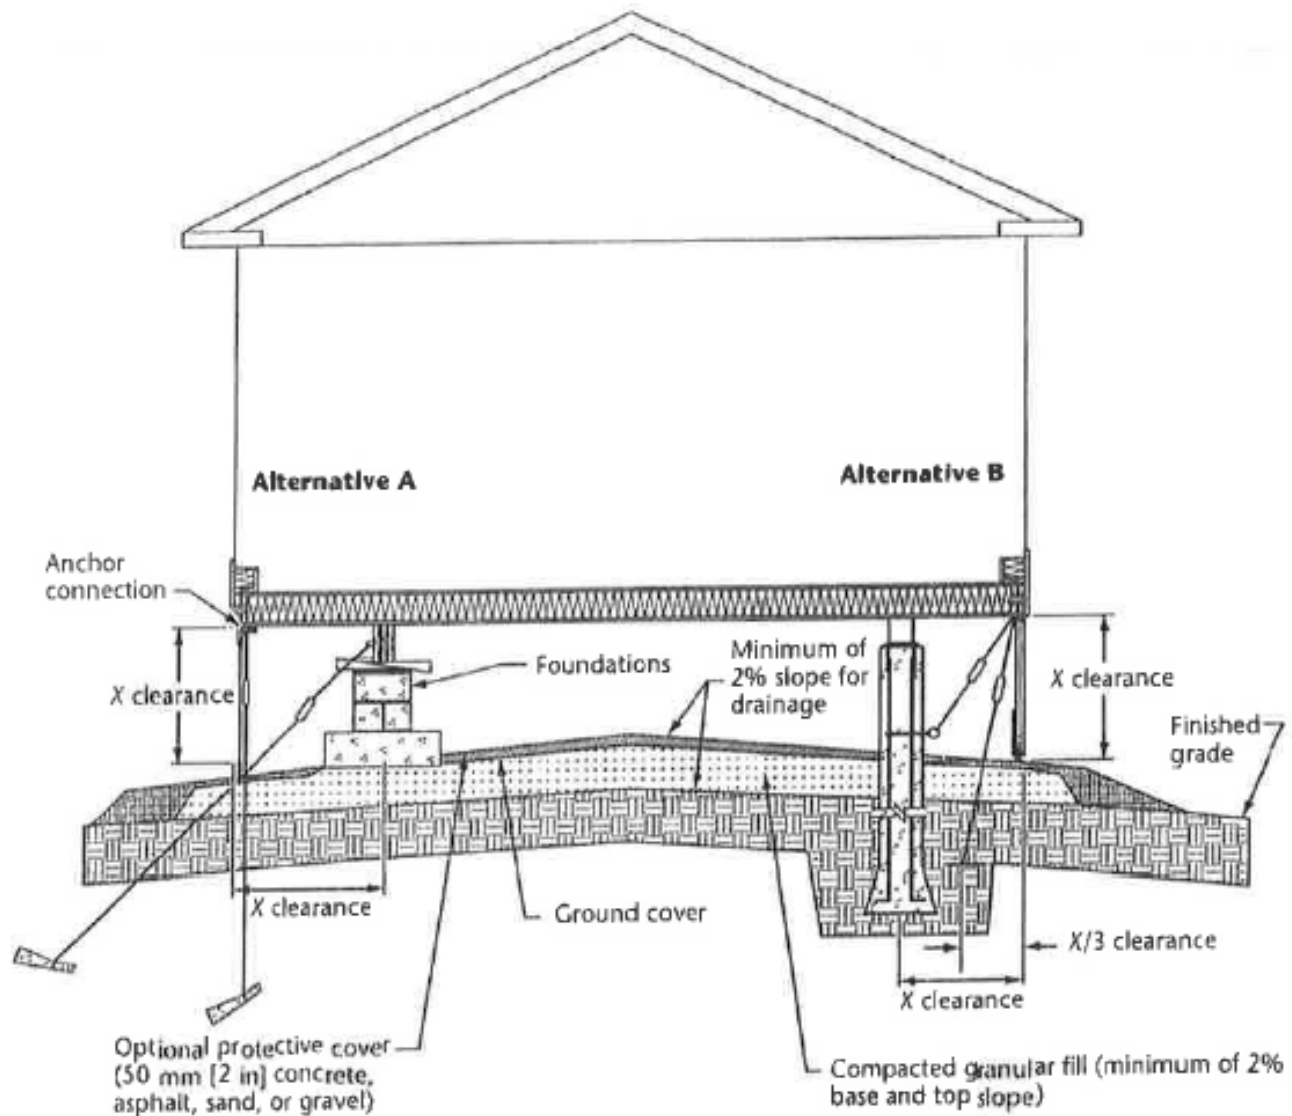 Alternative A
Alternative B
Anchor
connection
X clearance
Foundations
Minimum of
2% slope for
drainage
X clearance
Finished
grade
X clearance
Ground cover
X/3 clearance
X clearance
Optional protective cover
(50 mm [2 in] concrete,
asphalt, sand, or gravel)
Compacted granular fill (minimum of 2%
base and top slope)